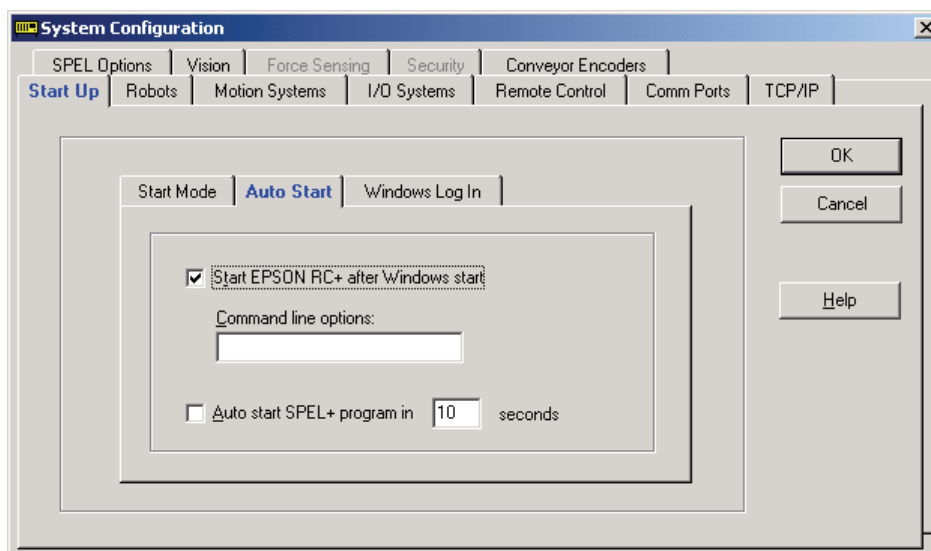 System Configuration
SPEL Options Vision Force Sensing Security Conveyor Encoders
Start Up Robots Motion Systems I/O Systems Remote Control Comm Ports TCP/IP
OK
Start Mode Auto Start Windows Log In
Cancel
Start EPSON RC+ after Windows start
Help
Command line options:
Auto start SPEL+ program in 10 seconds